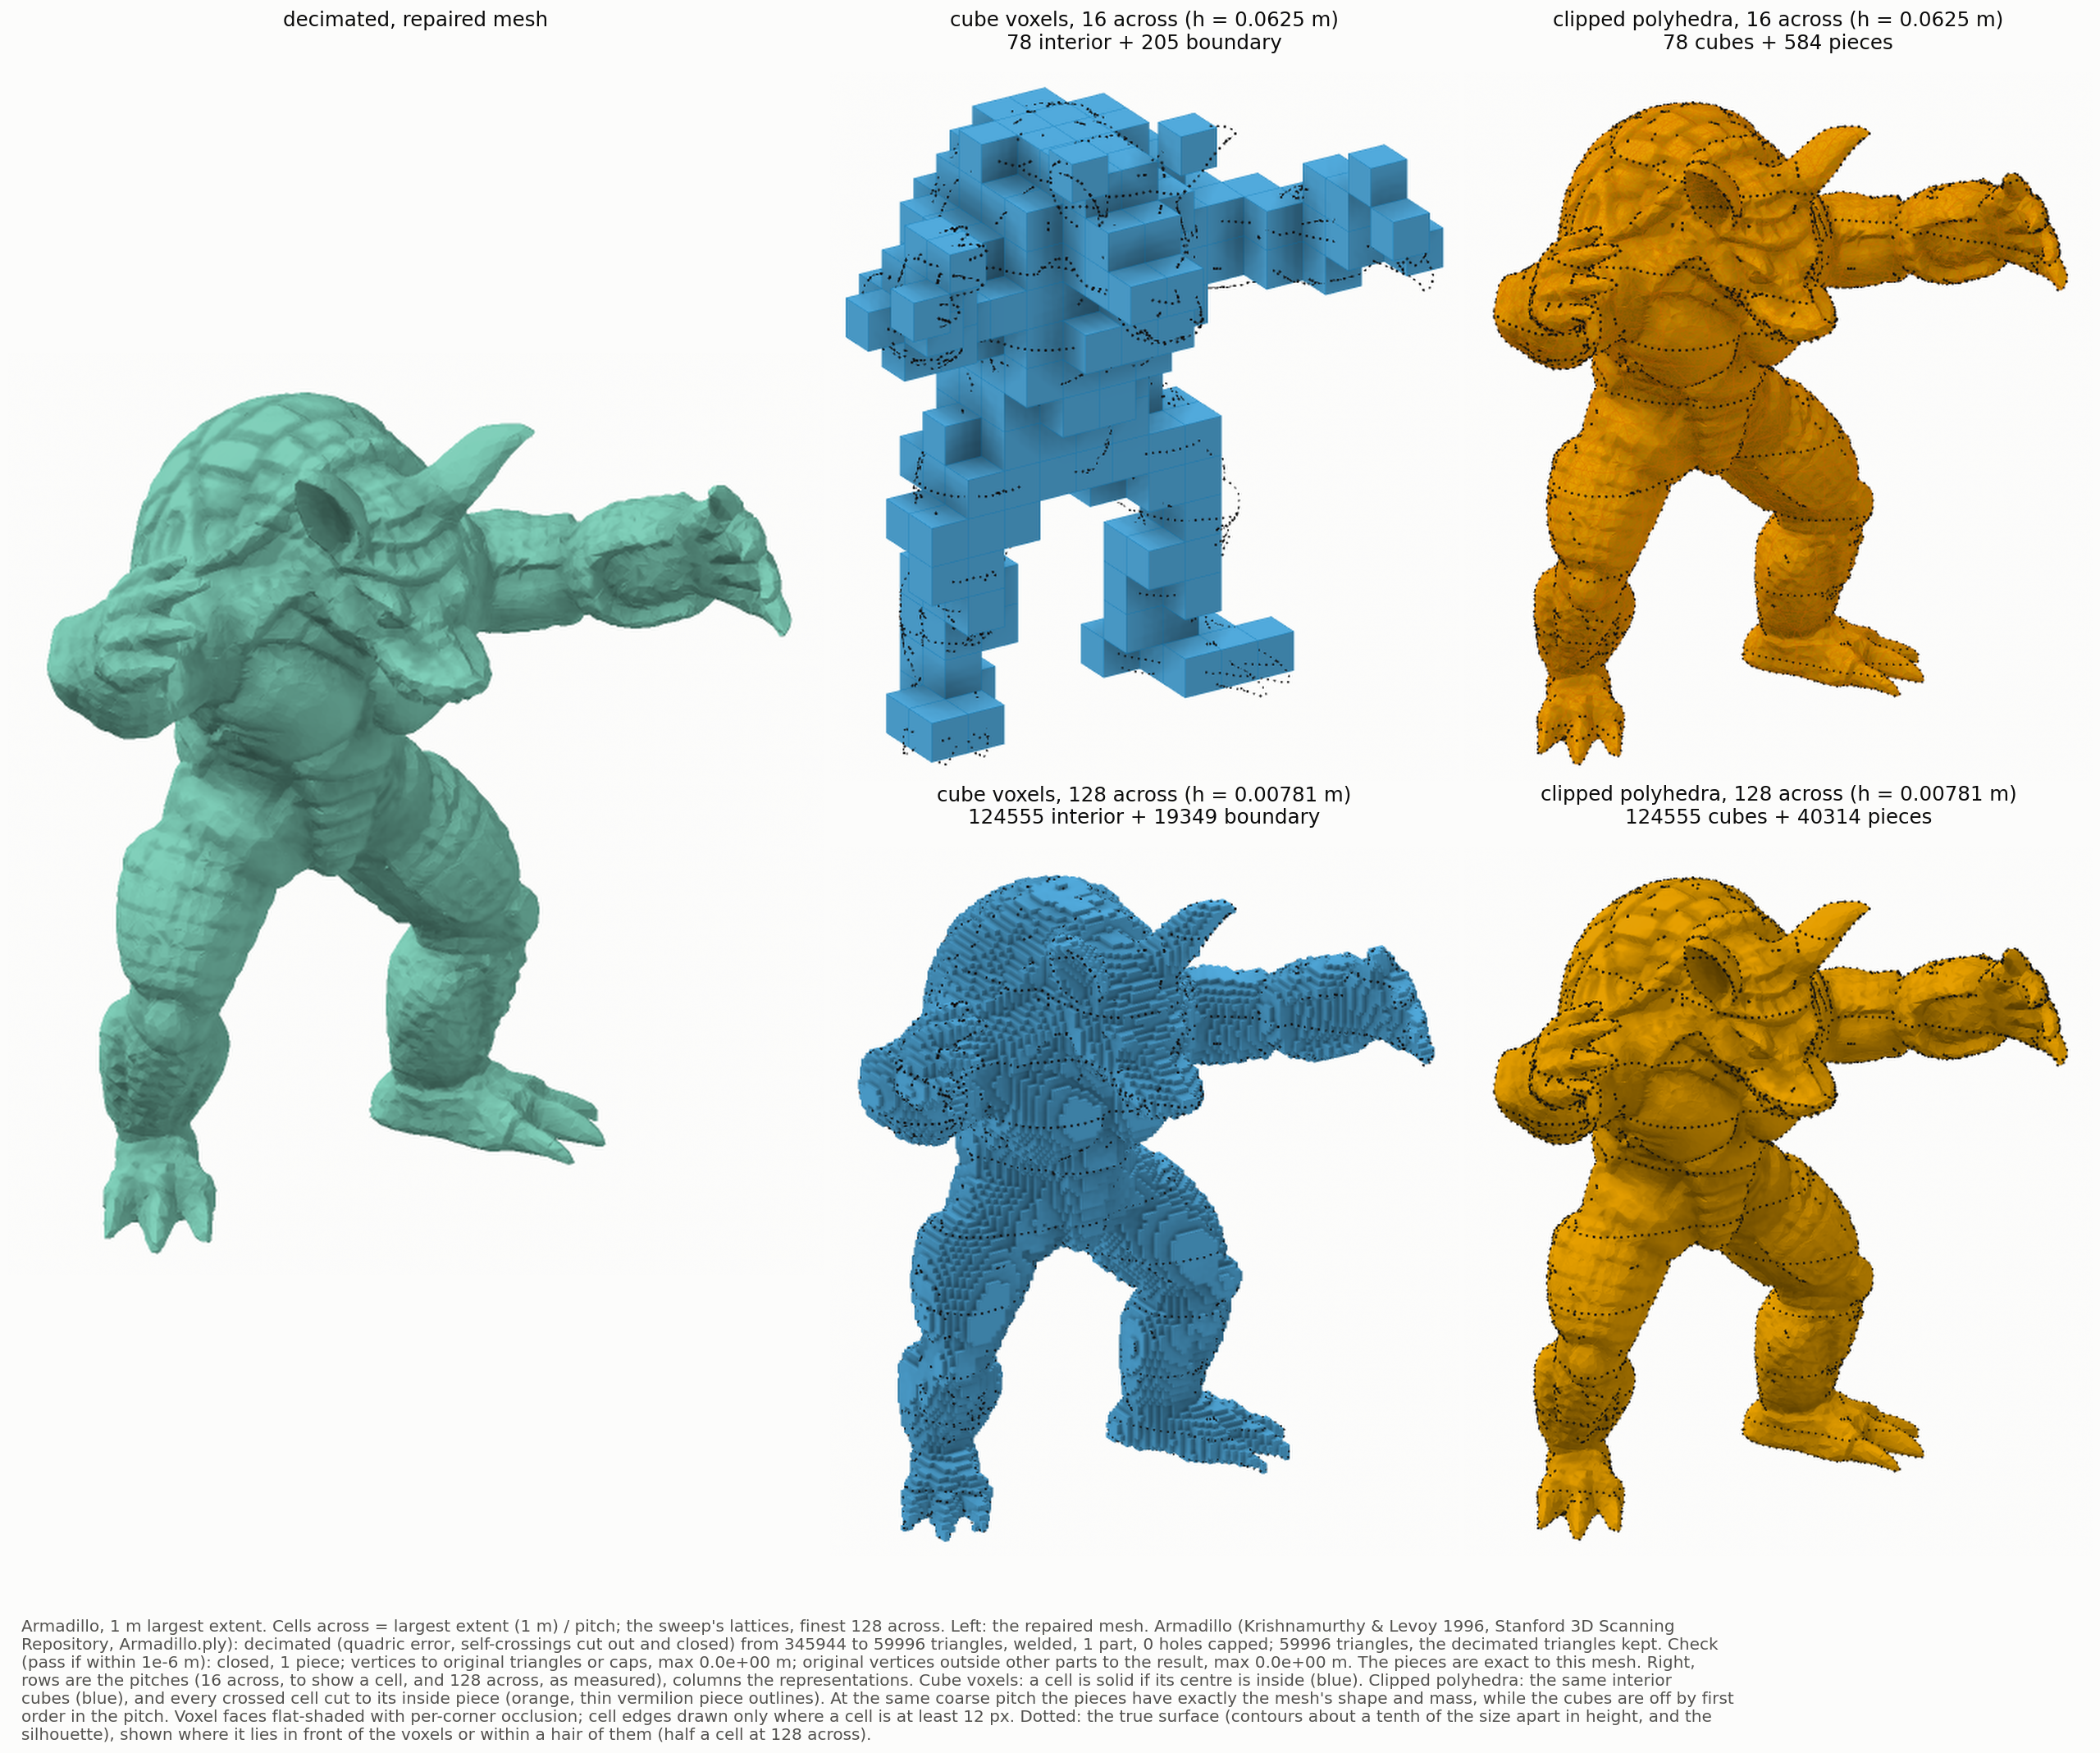 decimated, repaired mesh
cube voxels, 16 across (h = 0.0625 m)
78 interior + 205 boundary
clipped polyhedra, 16 across (h = 0.0625 m)
78 cubes + 584 pieces
cube voxels, 128 across (h = 0.00781 m)
124555 interior + 19349 boundary
clipped polyhedra, 128 across (h = 0.00781 m)
124555 cubes + 40314 pieces
Armadillo, 1 m largest extent. Cells across = largest extent (1 m) / pitch; the sweep's lattices, finest 128 across. Left: the repaired mesh. Armadillo (Krishnamurthy & Levoy 1996, Stanford 3D Scanning
Repository, Armadillo.ply): decimated (quadric error, self-crossings cut out and closed) from 345944 to 59996 triangles, welded, 1 part, 0 holes capped; 59996 triangles, the decimated triangles kept. Check
(pass if within 1e-6 m): closed, 1 piece; vertices to original triangles or caps, max 0.0e+00 m; original vertices outside other parts to the result, max 0.0e+00 m. The pieces are exact to this mesh. Right,
rows are the pitches (16 across, to show a cell, and 128 across, as measured), columns the representations. Cube voxels: a cell is solid if its centre is inside (blue). Clipped polyhedra: the same interior
cubes (blue), and every crossed cell cut to its inside piece (orange, thin vermilion piece outlines). At the same coarse pitch the pieces have exactly the mesh's shape and mass, while the cubes are off by first
order in the pitch. Voxel faces flat-shaded with per-corner occlusion; cell edges drawn only where a cell is at least 12 px. Dotted: the true surface (contours about a tenth of the size apart in height, and the
silhouette), shown where it lies in front of the voxels or within a hair of them (half a cell at 128 across).